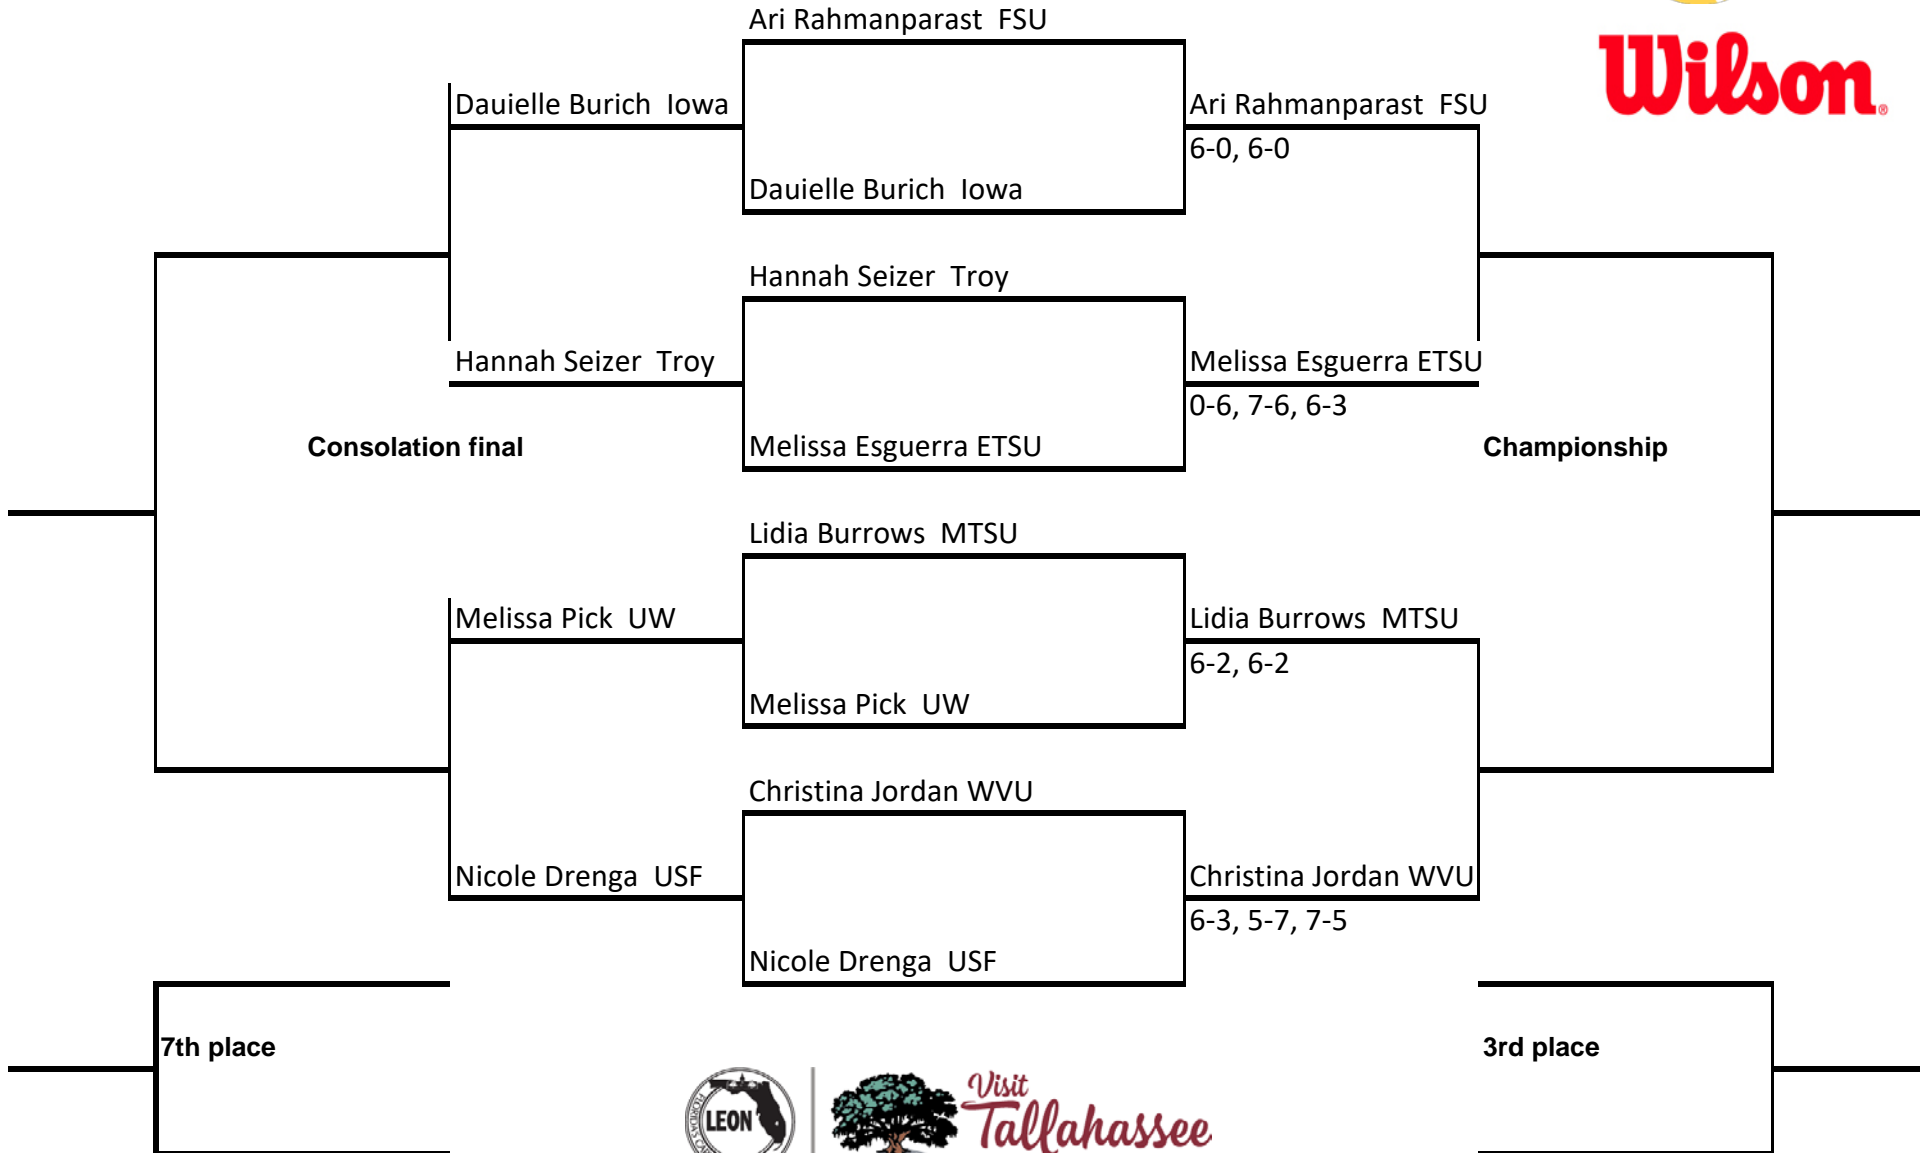 Ari Rahmanparast FSU
Wilson
Dauielle Burich Iowa
Ari Rahmanparast FSU
6-0, 6-0
Dauielle Burich Iowa
Hannah Seizer Troy
Hannah Seizer Troy
Melissa Esguerra ETSU
0-6, 7-6, 6-3
Consolation final
Melissa Esguerra ETSU
Championship
Lidia Burrows MTSU
Melissa Pick UW
Lidia Burrows MTSU
6-2, 6-2
Melissa Pick UW
Christina Jordan WVU
Nicole Drenga USF
Christina Jordan WVU
6-3, 5-7, 7-5
Nicole Drenga USF
7th place
3rd place
LEON
Visit
Tallahassee